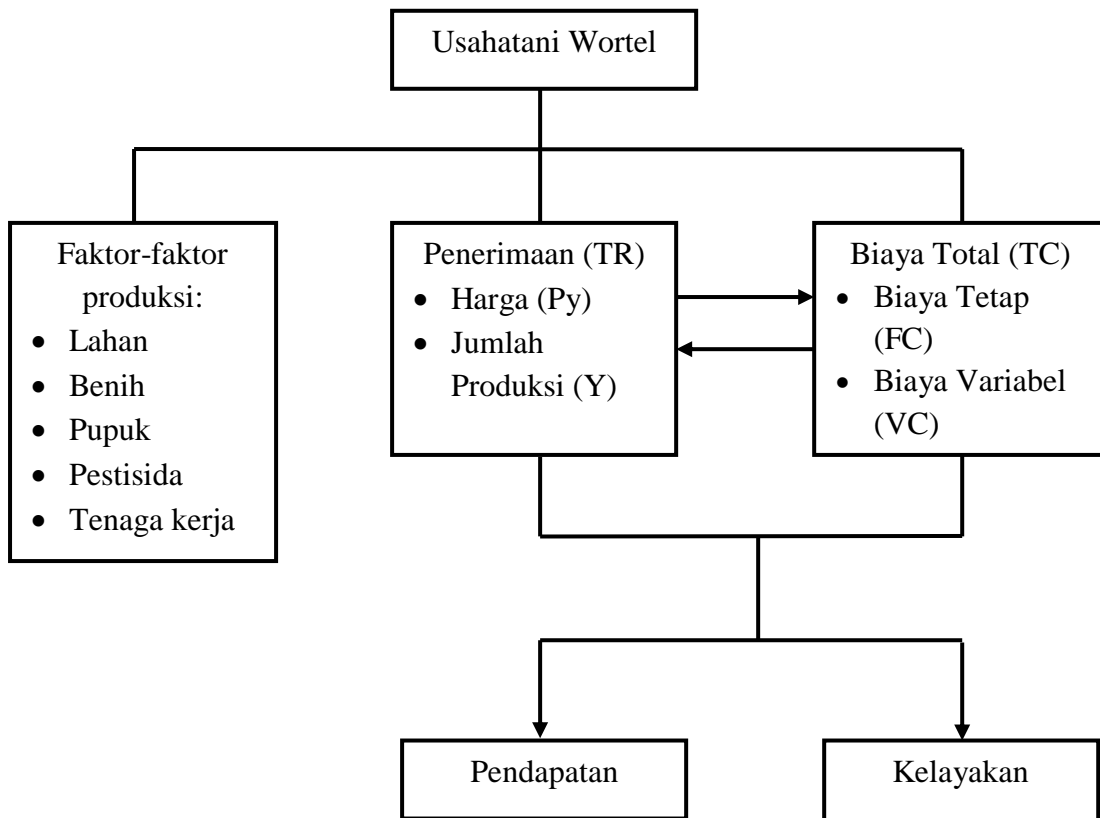 Usahatani Wortel
Faktor-faktor
produksi:
• Lahan
• Benih
• Pupuk
• Pestisida
• Tenaga kerja
Penerimaan (TR)
• Harga (Py)
• Jumlah
Produksi (Y)
Biaya Total (TC)
• Biaya Tetap
(FC)
• Biaya Variabel
(VC)
Pendapatan
Kelayakan